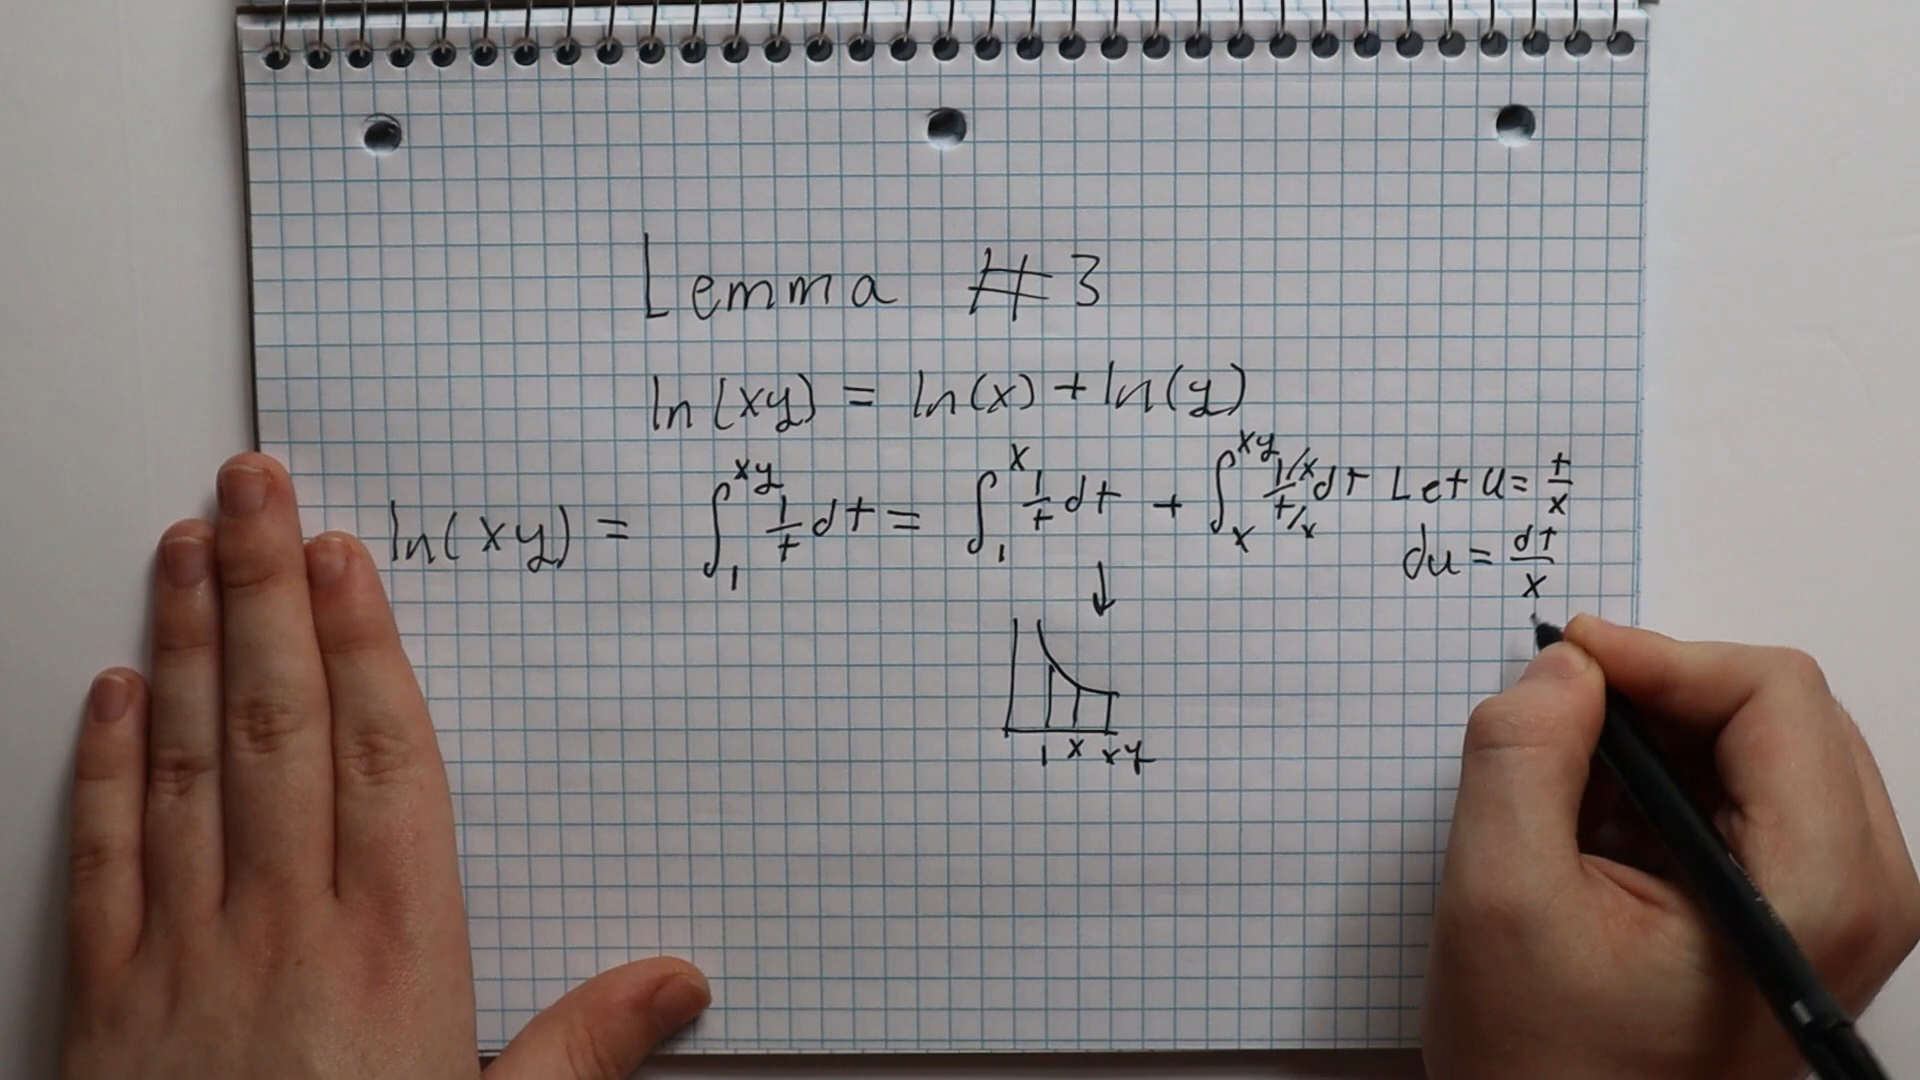 Lemma #3
ln(xy) = ln(x) + ln(y)
ln(xy) = ∫₁^xy 1/t dt = ∫₁^x 1/t dt + ∫ₓ^xy (1/x)/(t/x) dt Let u = t/x
du = dt/x
↓
1 x xy